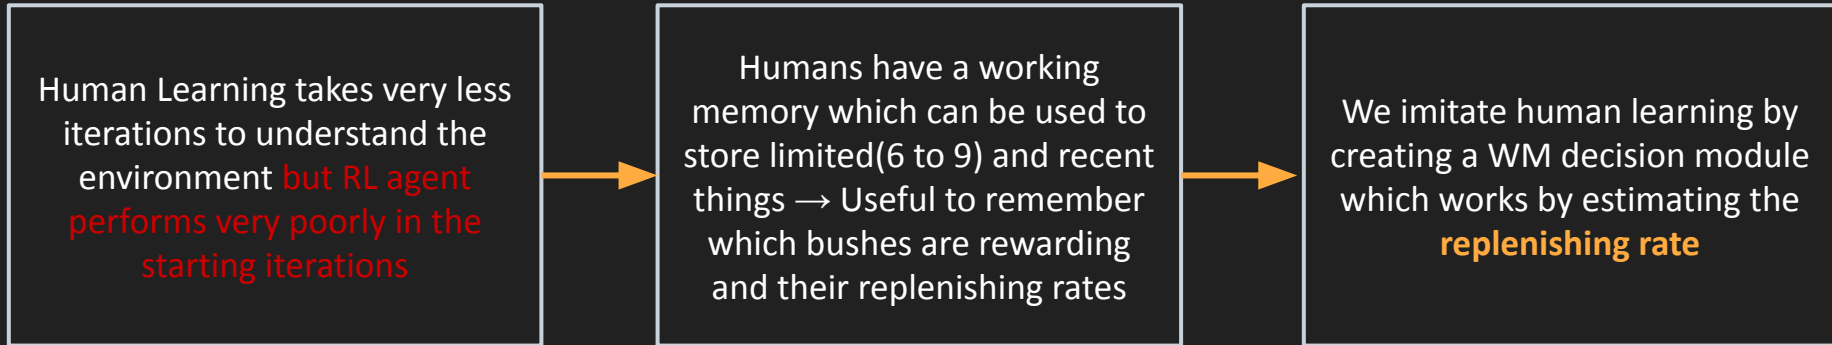 Human Learning takes very less
iterations to understand the
environment but RL agent
performs very poorly in the
starting iterations
Humans have a working
memory which can be used to
store limited(6 to 9) and recent
things → Useful to remember
which bushes are rewarding
and their replenishing rates
We imitate human learning by
creating a WM decision module
which works by estimating the
replenishing rate